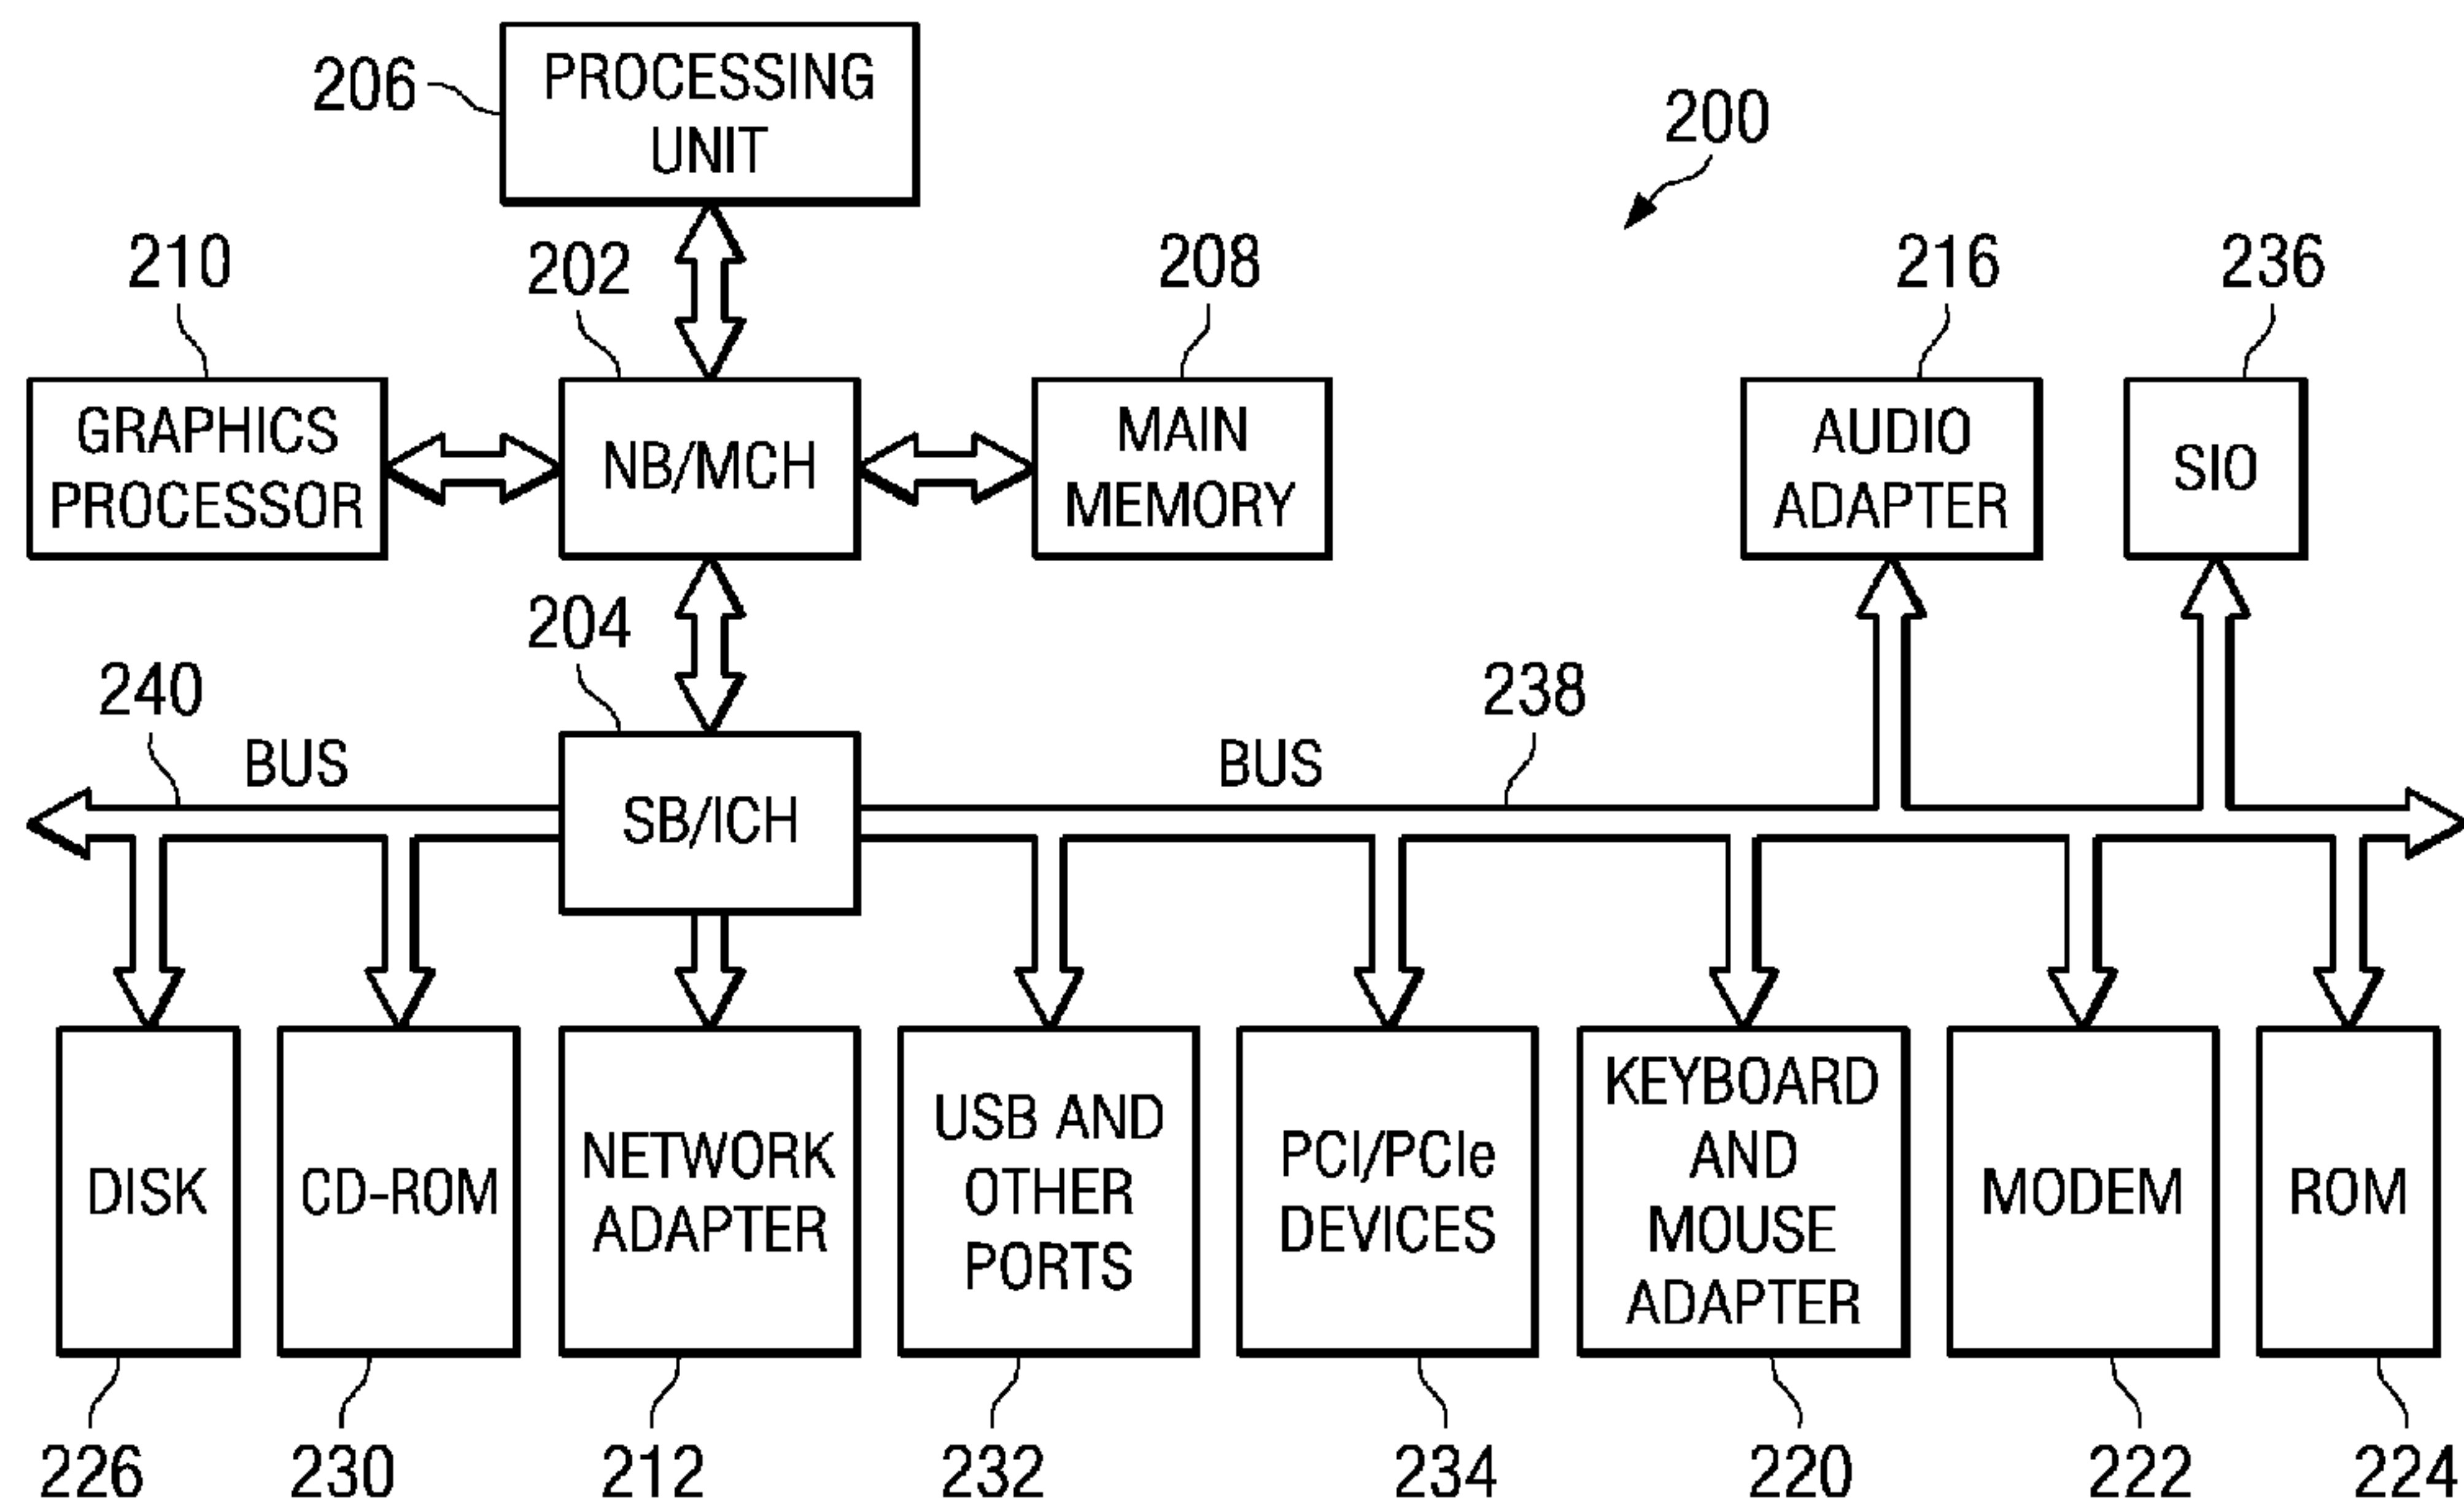 206
PROCESSING
UNIT
200
210
202
208
216
236
GRAPHICS
PROCESSOR
NB/MCH
MAIN
MEMORY
AUDIO
ADAPTER
SIO
204
240
BUS
SB/ICH
BUS
238
DISK
CD-ROM
NETWORK
ADAPTER
USB AND
OTHER
PORTS
PCI/PCIe
DEVICES
KEYBOARD
AND
MOUSE
ADAPTER
MODEM
ROM
226
230
212
232
234
220
222
224